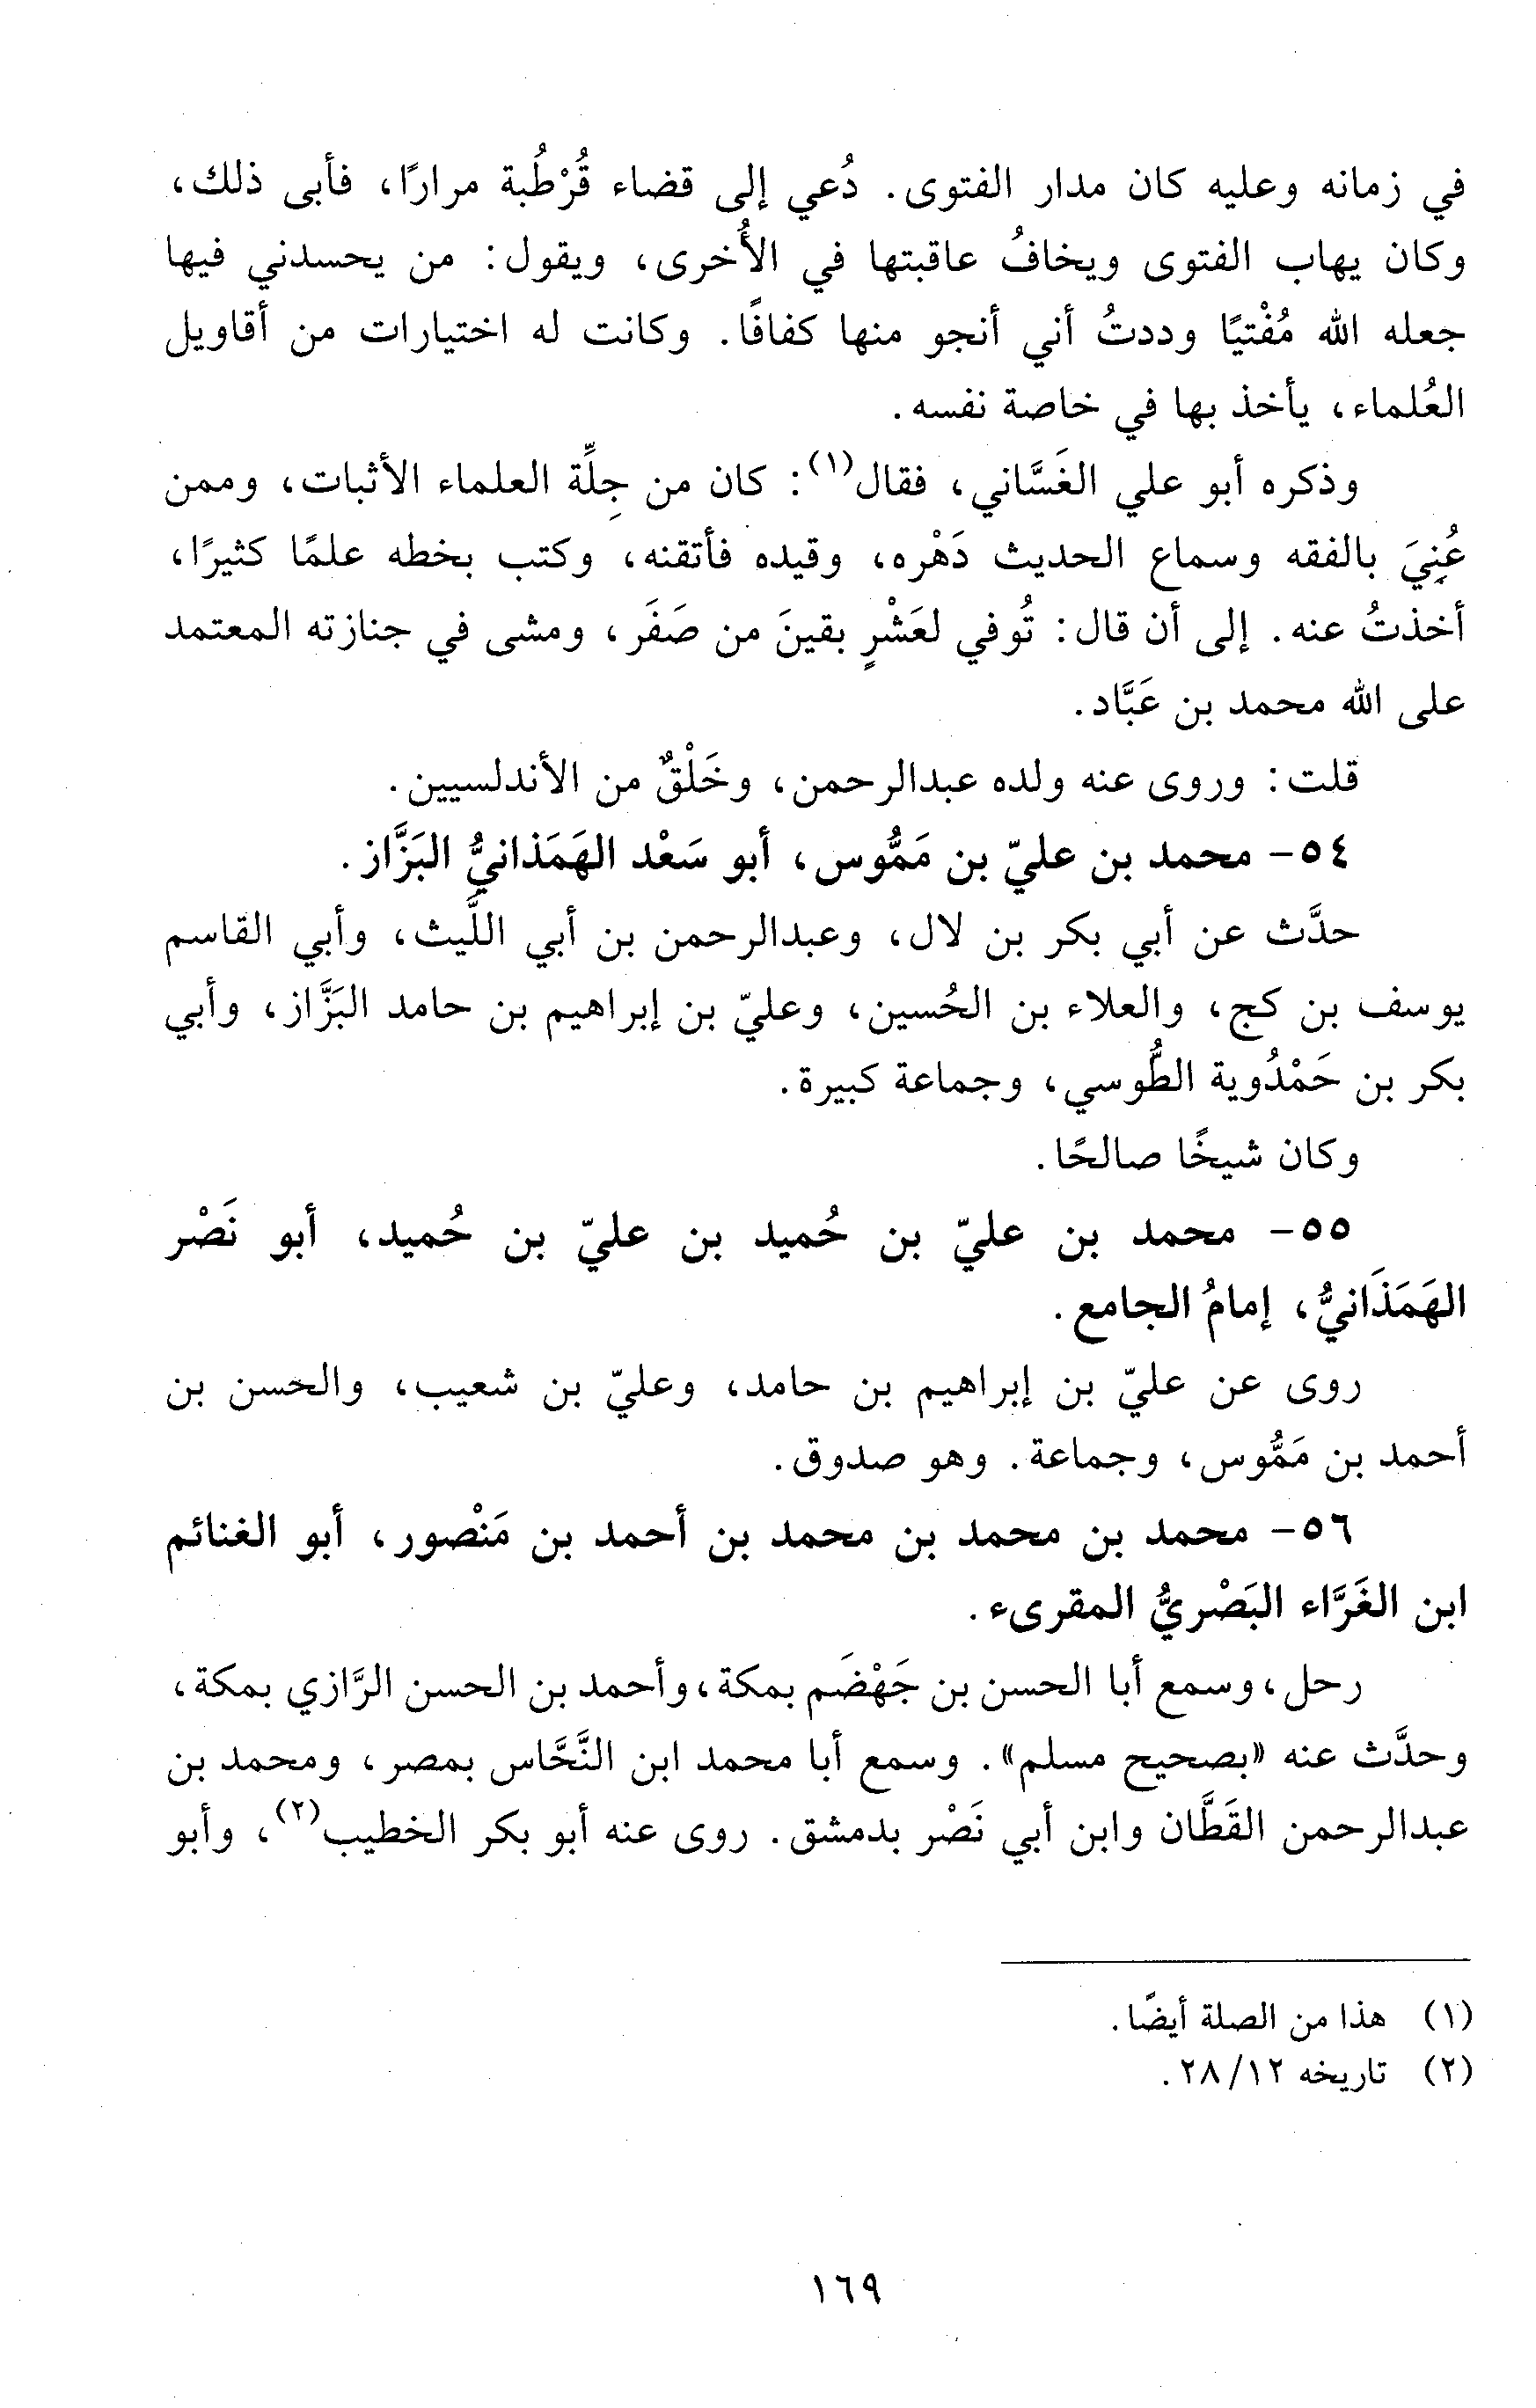 في زمانه وعليه كان مدار الفتوى. دُعي إلى قضاء قُرْطُبة مرارًا، فأبى ذلك،
وكان يهاب الفتوى ويخافُ عاقبتها في الأُخرى، ويقول: من يحسدني فيها
جعله الله مُفْتيًا وددتُ أني أنجو منها كفافًا. وكانت له اختيارات من أقاويل
العُلماء، يأخذ بها في خاصة نفسه.
وذكره أبو علي الغَسَّاني، فقال(١): كان من جِلِّة العلماء الأثبات، وممن
عُنِيَ بالفقه وسماع الحديث دَهْره، وقيده فأتقنه، وكتب بخطه علمًا كثيرًا،
أخذتُ عنه. إلى أن قال: تُوفي لعَشْرٍ بقينَ من صَفَر، ومشى في جنازته المعتمد
على الله محمد بن عَبَّاد.
قلت: وروى عنه ولده عبدالرحمن، وخَلْقٌ من الأندلسيين.
٥٤- محمد بن عليّ بن مَمُّوس، أبو سَعْد الهَمَذانيُّ البَزَّاز.
حدَّث عن أبي بكر بن لال، وعبدالرحمن بن أبي اللَّيث، وأبي القاسم
يوسف بن كج، والعلاء بن الحُسين، وعليّ بن إبراهيم بن حامد البَزَّاز، وأبي
بكر بن حَمْدُوية الطُّوسي، وجماعة كبيرة.
وكان شيخًا صالحًا.
٥٥- محمد بن عليّ بن حُميد بن عليّ بن حُميد، أبو نَصْر
الهَمَذَانيُّ، إمامُ الجامع.
روى عن عليّ بن إبراهيم بن حامد، وعليّ بن شعيب، والحسن بن
أحمد بن مَمُّوس، وجماعة. وهو صدوق.
٥٦- محمد بن محمد بن محمد بن أحمد بن مَنْصور، أبو الغنائم
ابن الغَرَّاء البَصْريُّ المقرىء.
رحل، وسمع أبا الحسن بن جَهْضَم بمكة، وأحمد بن الحسن الرَّازي بمكة،
وحدَّث عنه «بصحيح مسلم». وسمع أبا محمد ابن النَّحَّاس بمصر، ومحمد بن
عبدالرحمن القَطَّان وابن أبي نَصْر بدمشق. روى عنه أبو بكر الخطيب(٢)، وأبو
(١) هذا من الصلة أيضًا.
(٢) تاريخه ١٢/ ٢٨.
١٦٩